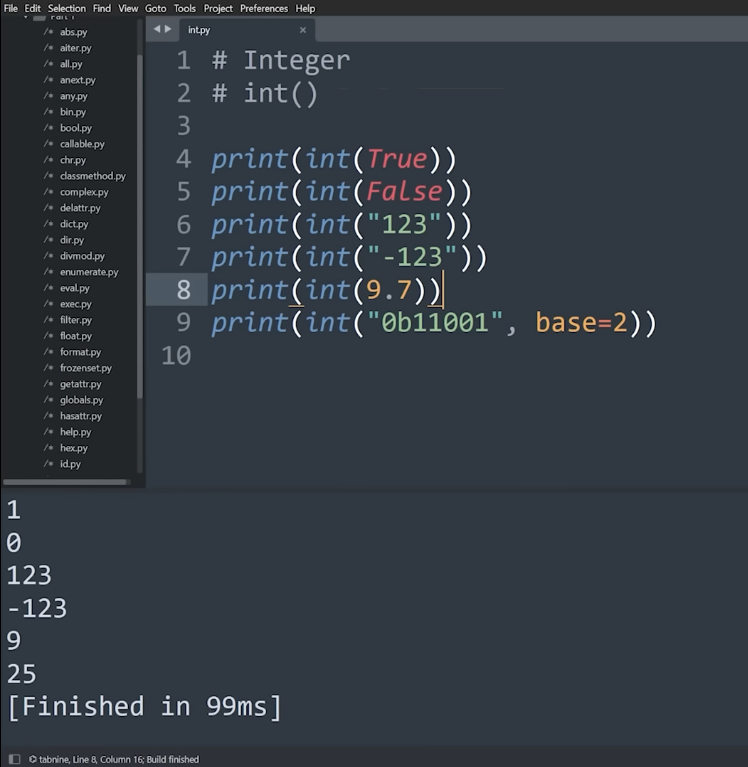 File Edit Selection Find View Goto Tools Project Preferences Help
Part 1
/* abs.py
/* aiter.py
/* all.py
/* anext.py
/* any.py
/* bin.py
/* bool.py
/* callable.py
/* chr.py
/* classmethod.py
/* complex.py
/* delattr.py
/* dict.py
/* dir.py
/* divmod.py
/* enumerate.py
/* eval.py
/* exec.py
/* filter.py
/* float.py
/* format.py
/* frozenset.py
/* getattr.py
/* globals.py
/* hasattr.py
/* help.py
/* hex.py
/* id.py
int.py ×
1 # Integer
2 # int()
3
4 print(int(True))
5 print(int(False))
6 print(int("123"))
7 print(int("-123"))
8 print(int(9.7))
9 print(int("0b11001", base=2))
10
1
0
123
-123
9
25
[Finished in 99ms]
tabnine, Line 8, Column 16; Build finished